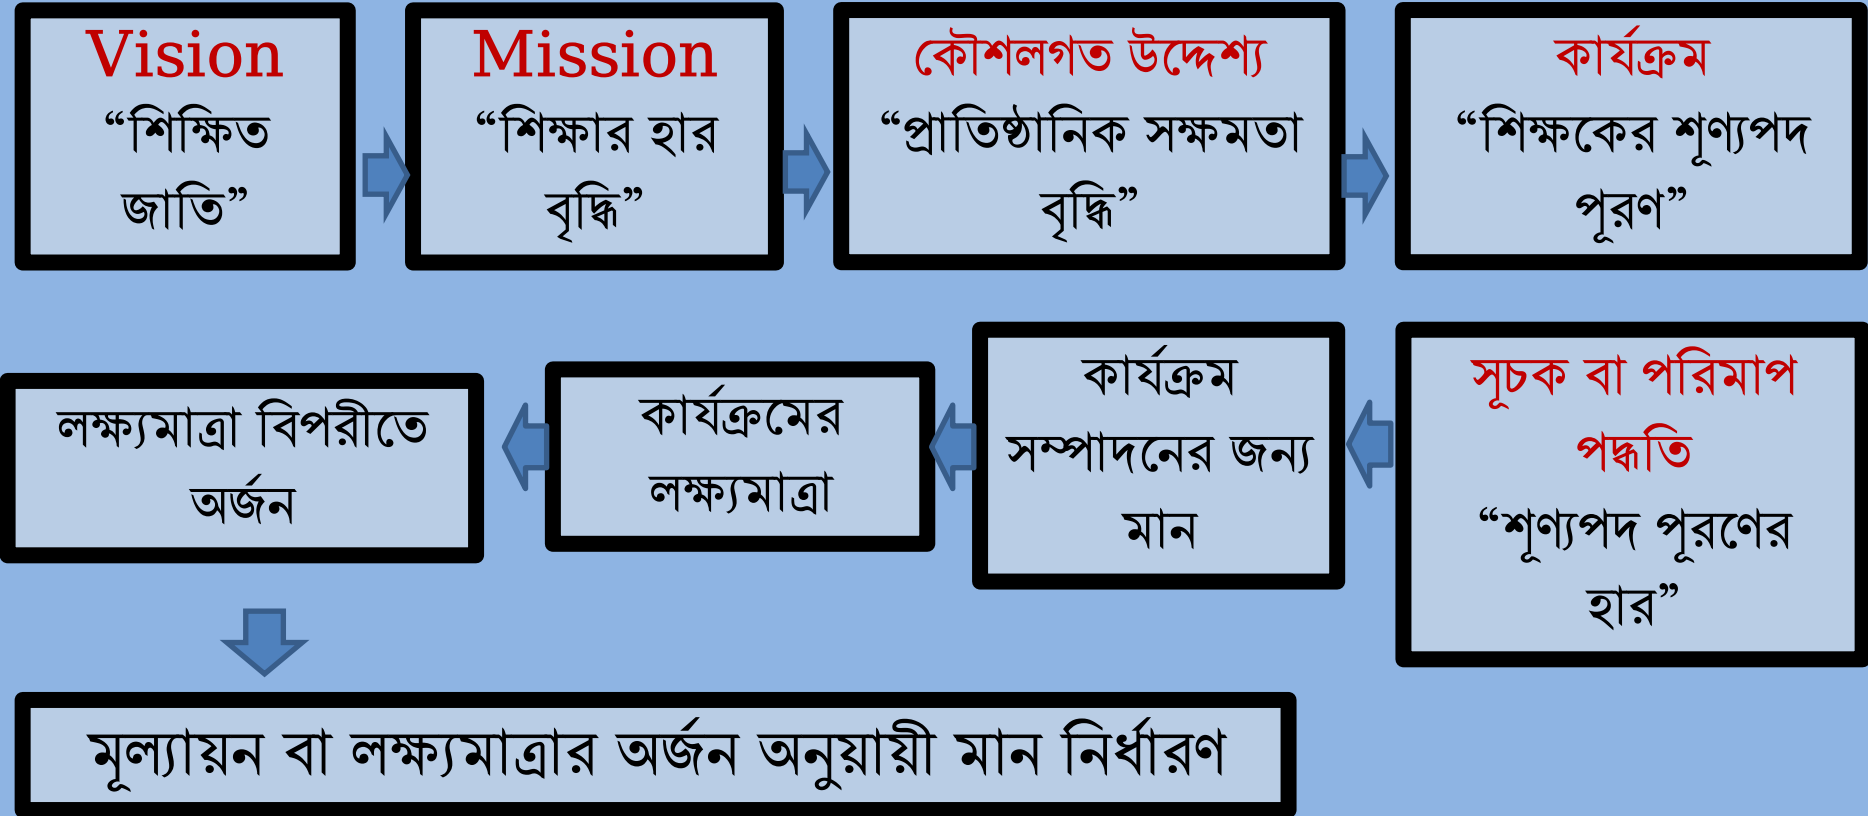 Vision
“শিক্ষিত
জাতি”
Mission
“শিক্ষার হার
বৃদ্ধি”
কৌশলগত উদ্দেশ্য
“প্রাতিষ্ঠানিক সক্ষমতা
বৃদ্ধি”
কার্যক্রম
“শিক্ষকের শূণ্যপদ
পূরণ”
সূচক বা পরিমাপ
পদ্ধতি
“শূণ্যপদ পূরণের
হার”
কার্যক্রম
সম্পাদনের জন্য
মান
কার্যক্রমের
লক্ষ্যমাত্রা
লক্ষ্যমাত্রা বিপরীতে
অর্জন
মূল্যায়ন বা লক্ষ্যমাত্রার অর্জন অনুয়ায়ী মান নির্ধারণ